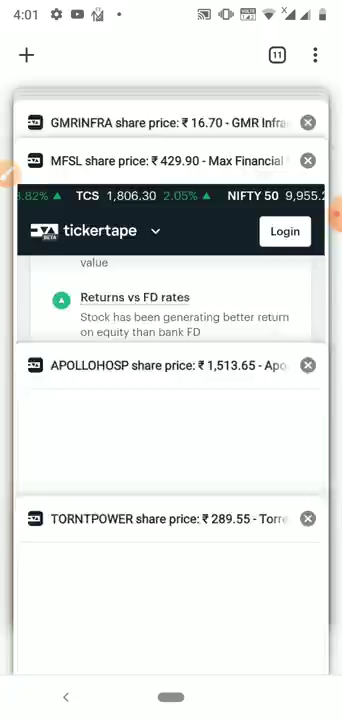 4:01
11
GMRINFRA share price: ₹ 16.70 - GMR Infra
MFSL share price: ₹ 429.90 - Max Financial
3.82% ▲ TCS 1,806.30 2.05% ▲ NIFTY 50 9,955.2
BETA tickertape Login
value
Returns vs FD rates
Stock has been generating better return
on equity than bank FD
APOLLOHOSP share price: ₹ 1,513.65 - Apo
TORNTPOWER share price: ₹ 289.55 - Torre